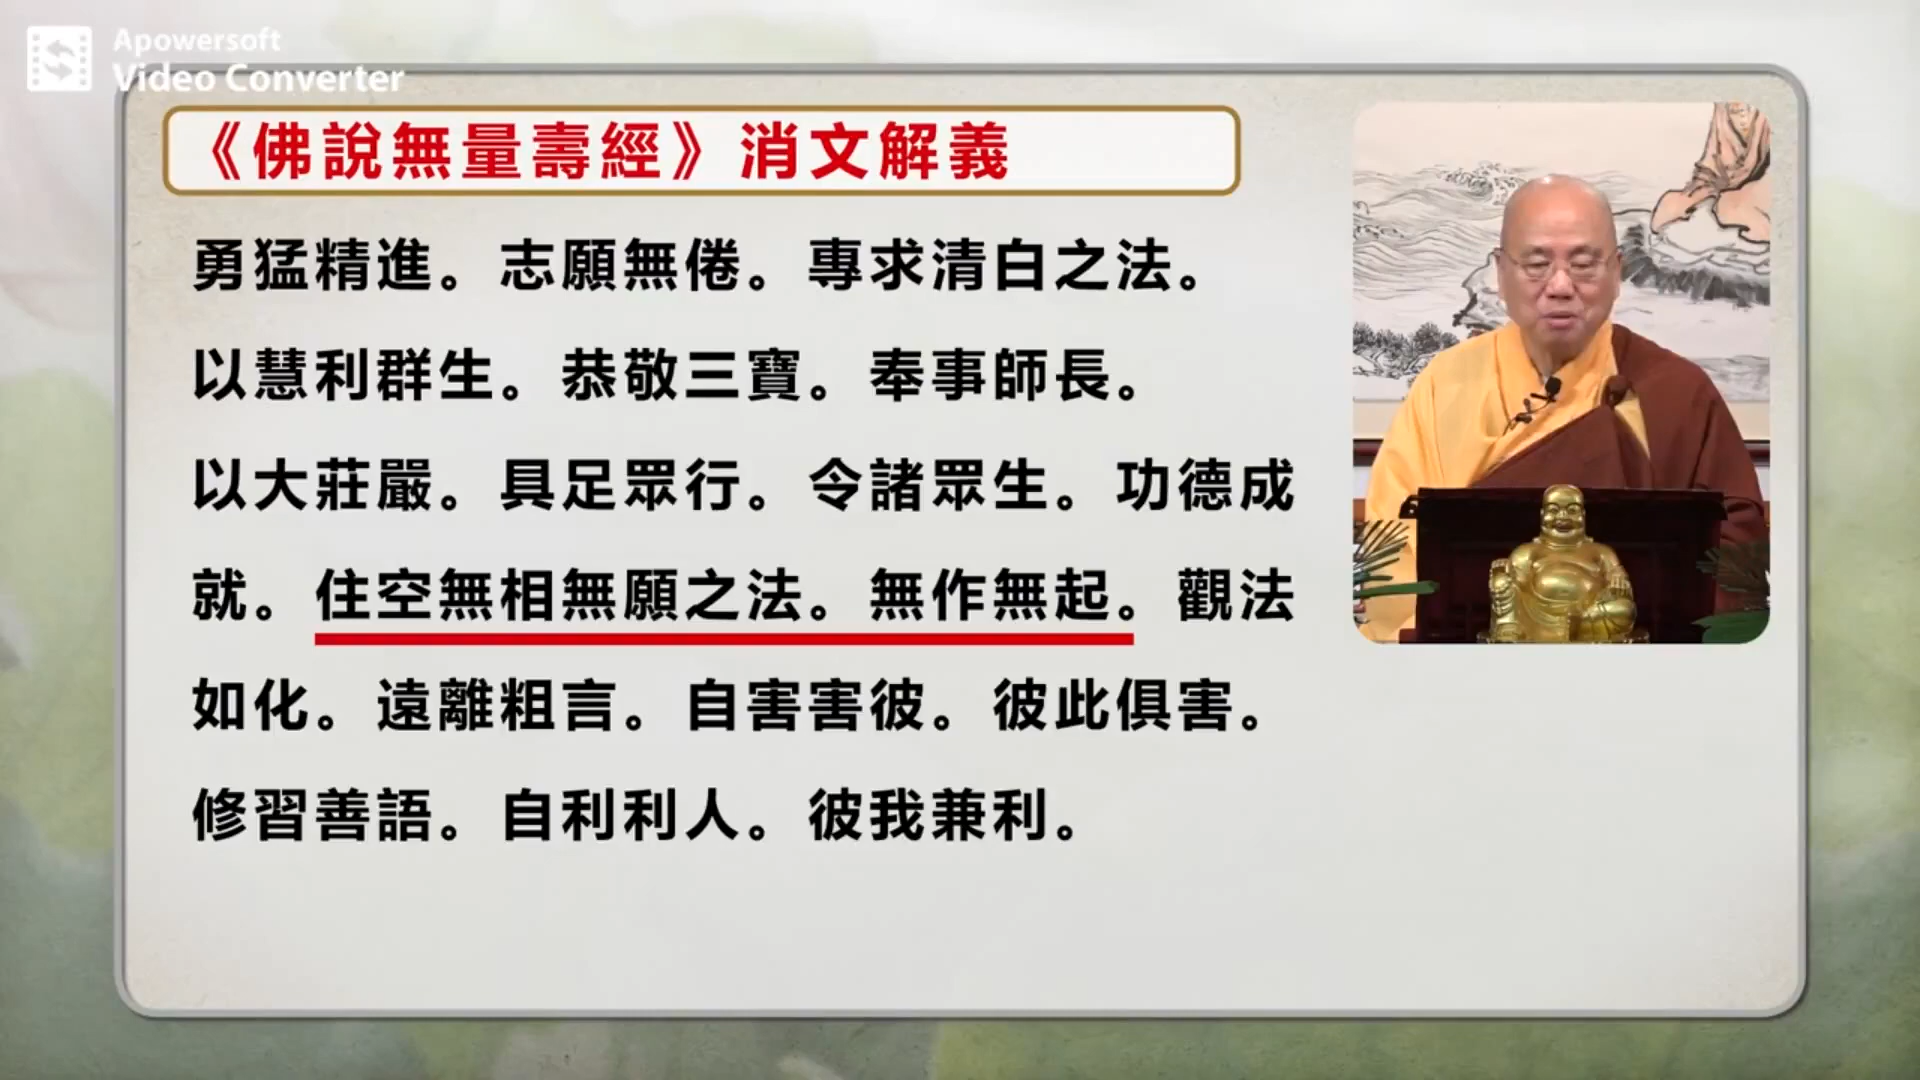 Apowersoft
Video Converter
《佛說無量壽經》消文解義
勇猛精進。志願無倦。專求清白之法。
以慧利群生。恭敬三寶。奉事師長。
以大莊嚴。具足眾行。令諸眾生。功德成
就。住空無相無願之法。無作無起。觀法
如化。遠離粗言。自害害彼。彼此俱害。
修習善語。自利利人。彼我兼利。